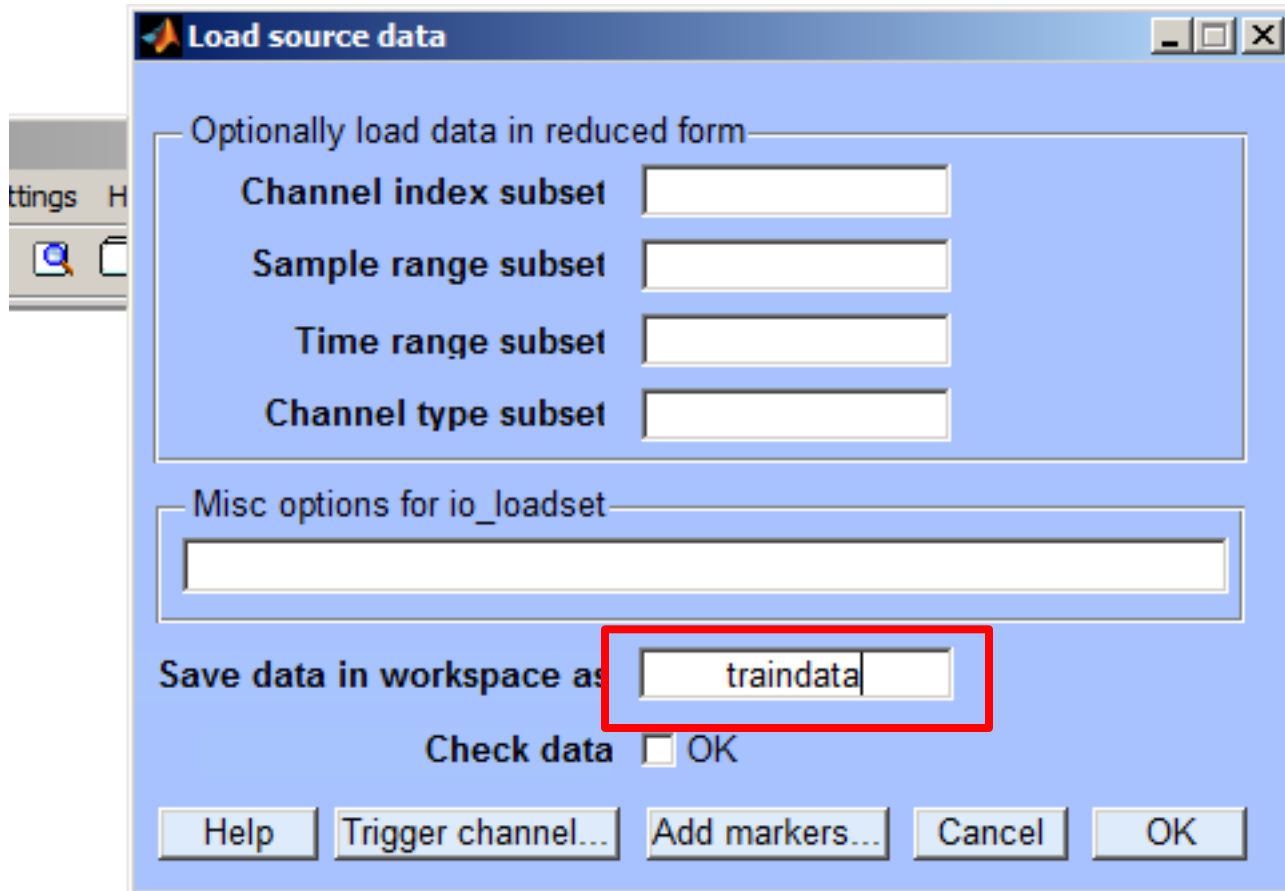 Load source data
Optionally load data in reduced form
ttings H
Channel index subset
Sample range subset
Time range subset
Channel type subset
Misc options for io_loadset
Save data in workspace as traindata
Check data OK
Help Trigger channel... Add markers... Cancel OK